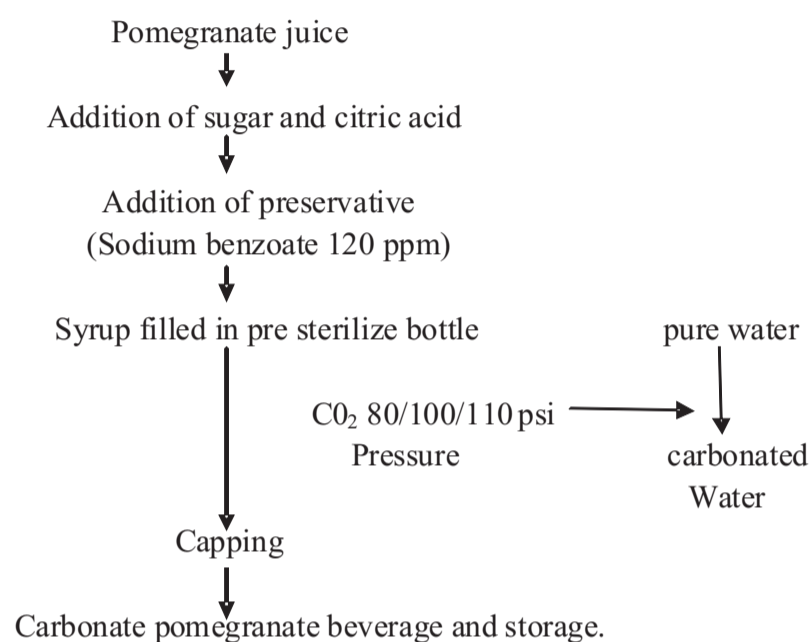 Pomegranate juice
Addition of sugar and citric acid
Addition of preservative
(Sodium benzoate 120 ppm)
Syrup filled in pre sterilize bottle
pure water
C0₂ 80/100/110 psi
Pressure
carbonated
Water
Capping
Carbonate pomegranate beverage and storage.